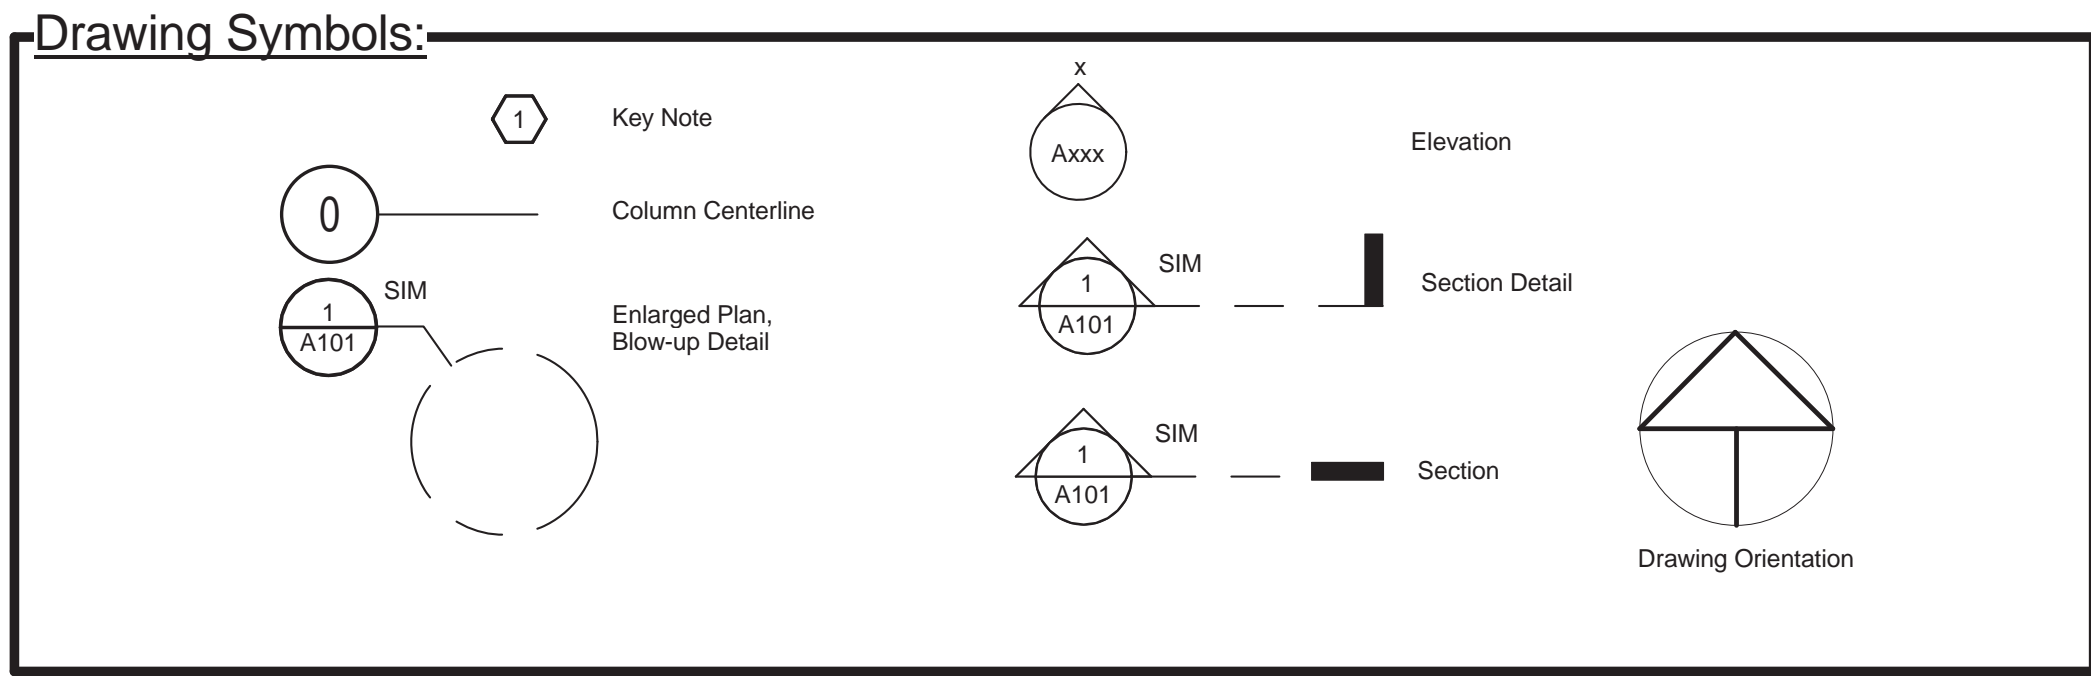 Drawing Symbols:
1
Key Note
0
Column Centerline
SIM
1
A101
Enlarged Plan,
Blow-up Detail
x
Axxx
Elevation
SIM
1
A101
Section Detail
SIM
1
A101
Section
Drawing Orientation